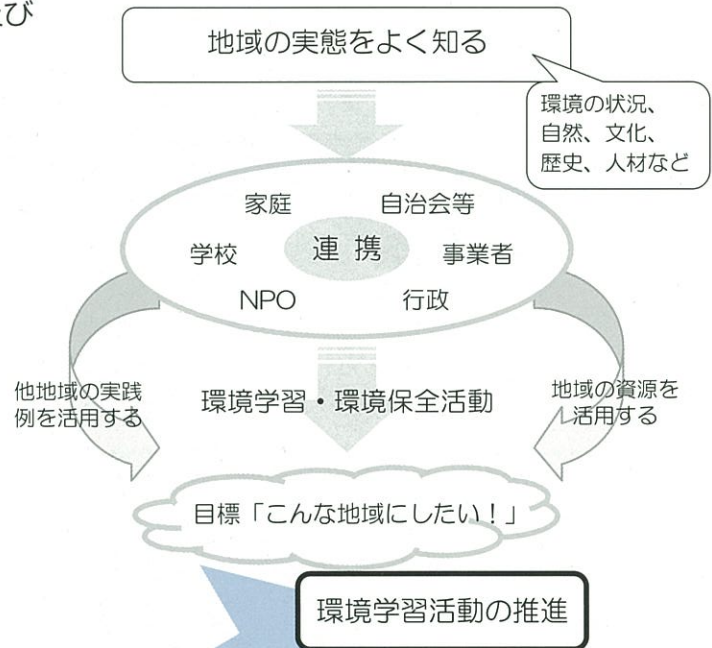 及び
地域の実態をよく知る
環境の状況、
自然、文化、
歴史、人材など
家庭 自治会等
学校 連 携 事業者
NPO 行政
他地域の実践
例を活用する
環境学習・環境保全活動
地域の資源を
活用する
目標「こんな地域にしたい！」
環境学習活動の推進